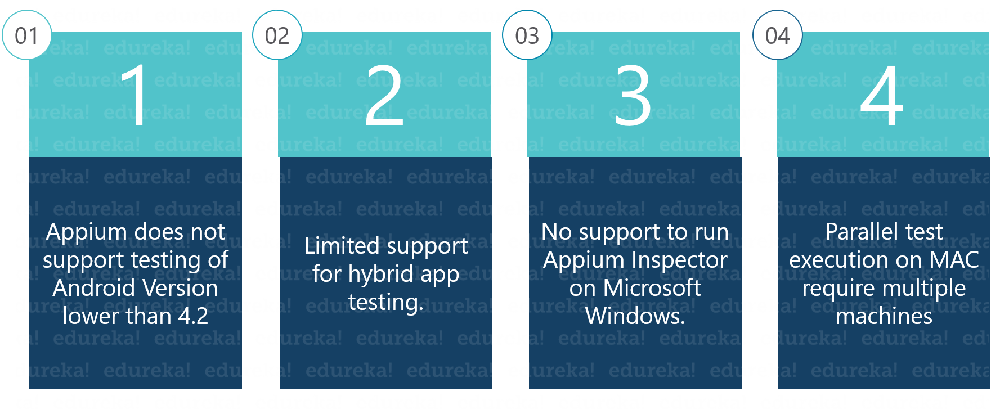 01
1
Appium does not
support testing of
Android Version
lower than 4.2
02
2
Limited support
for hybrid app
testing.
03
3
No support to run
Appium Inspector
on Microsoft
Windows.
04
4
Parallel test
execution on MAC
require multiple
machines
edureka!